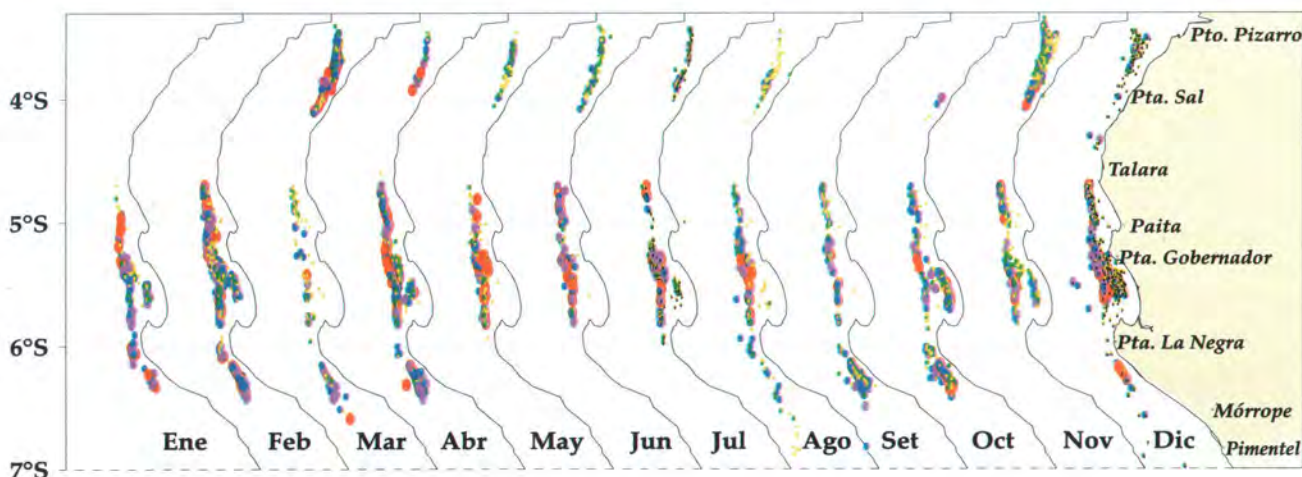 Pto. Pizarro
4°S
Pta. Sal
Talara
5°S
Paita
Pta. Gobernador
6°S
Pta. La Negra
Mórrope
Ene Feb Mar Abr May Jun Jul Ago Set Oct Nov Dic
Pimentel
7°S